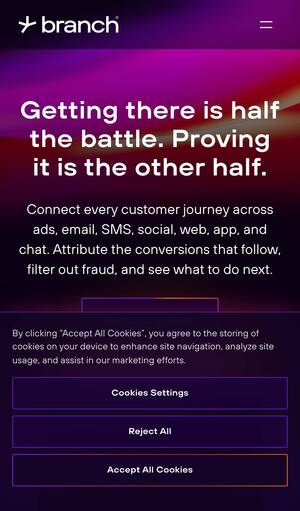 branch
Getting there is half
the battle. Proving
it is the other half.
Connect every customer journey across
ads, email, SMS, social, web, app, and
chat. Attribute the conversions that follow,
filter out fraud, and see what to do next.
By clicking “Accept All Cookies”, you agree to the storing of
cookies on your device to enhance site navigation, analyze site
usage, and assist in our marketing efforts.
Cookies Settings
Reject All
Accept All Cookies